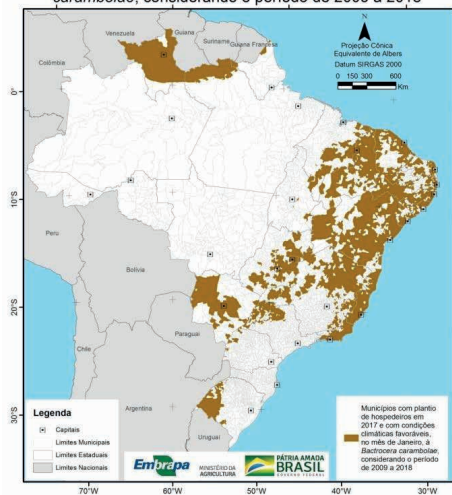 carambolae, considerando o período de 2009 a 2018
N
Projeção Cônica
Equivalente de Albers
Datum SIRGAS 2000
0 150 300 600
Km
Venezuela
Guiana
Suriname
Guiana Francesa
Colômbia
Peru
Bolívia
Paraguai
Chile
Argentina
Uruguai
0°
10°S
20°S
30°S
Legenda
Capitais
Limites Municipais
Limites Estaduais
Limites Nacionais
Embrapa
MINISTÉRIO DA
AGRICULTURA
PÁTRIA AMADA
BRASIL
GOVERNO FEDERAL
Municípios com plantio
de hospedeiros em
2017 e com condições
climáticas favoráveis,
no mês de Janeiro, à
Bactrocera carambolae,
considerando o período
de 2009 a 2018
70°W
60°W
50°W
40°W
30°W